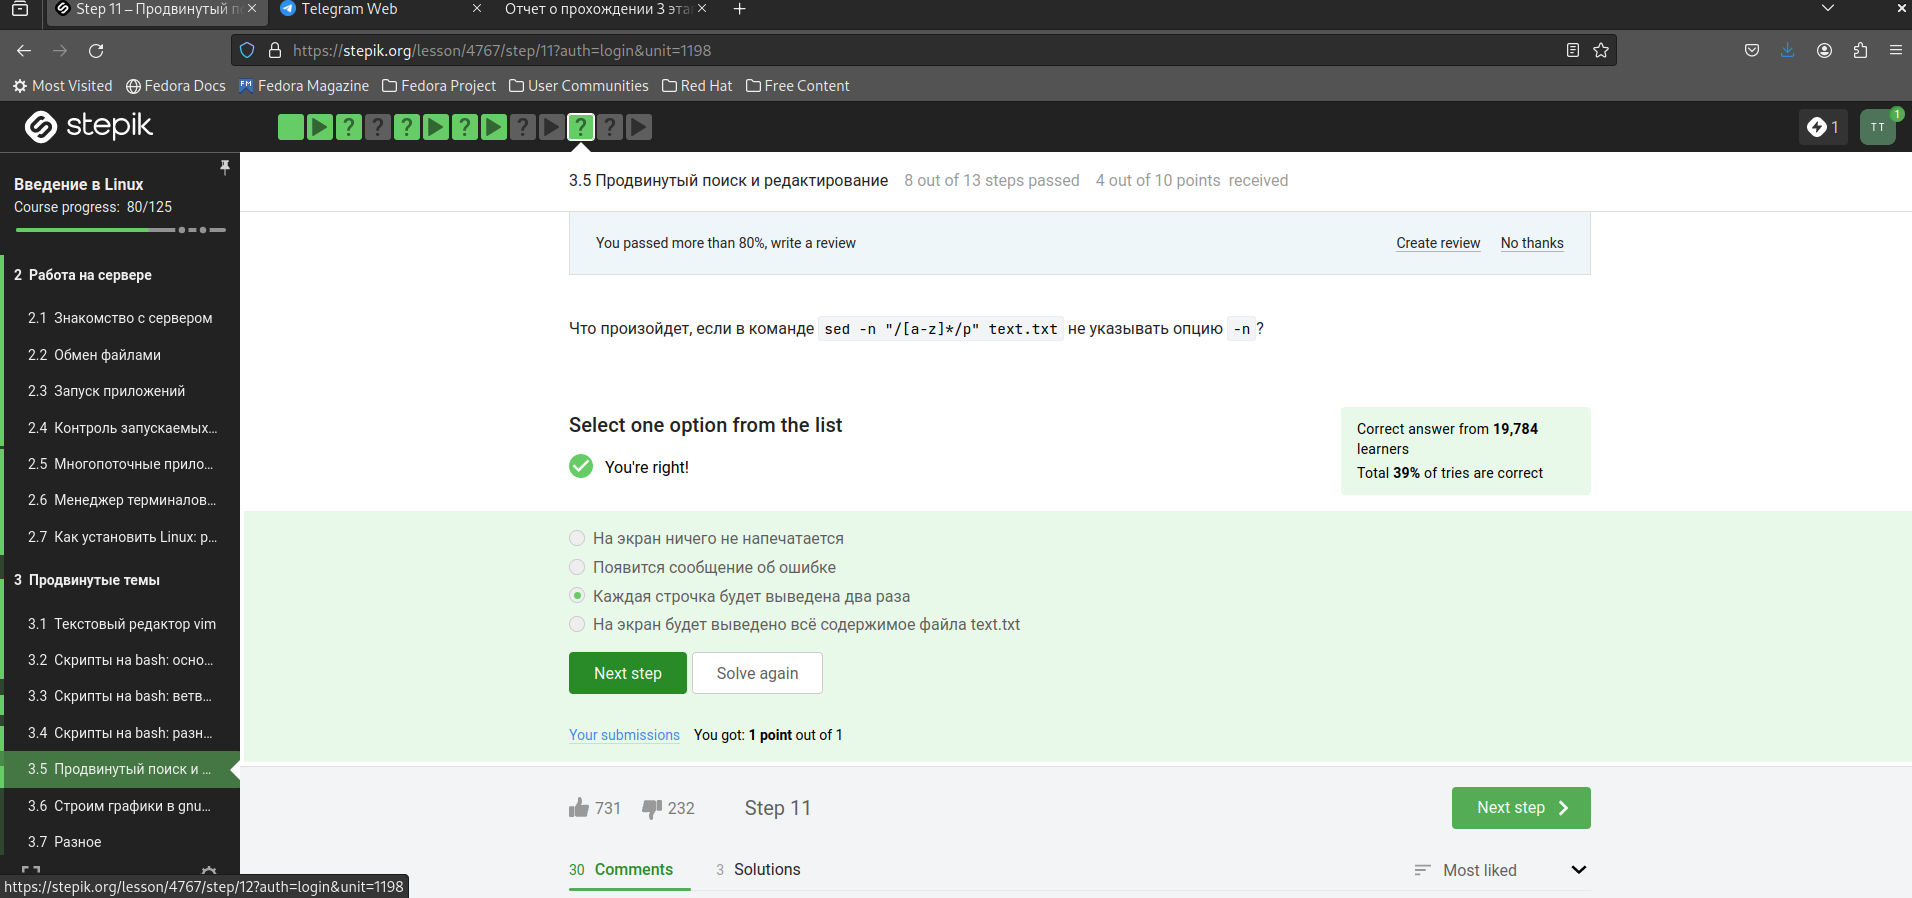 Step 11 – Продвинутый п
Telegram Web
Отчет о прохождении 3 эта
https://stepik.org/lesson/4767/step/11?auth=login&unit=1198
Most Visited
Fedora Docs
Fedora Magazine
Fedora Project
User Communities
Red Hat
Free Content
stepik
1
TT
1
Введение в Linux
Course progress: 80/125
3.5 Продвинутый поиск и редактирование
8 out of 13 steps passed
4 out of 10 points received
You passed more than 80%, write a review
Create review
No thanks
2 Работа на сервере
2.1 Знакомство с сервером
2.2 Обмен файлами
2.3 Запуск приложений
2.4 Контроль запускаемых...
2.5 Многопоточные прило...
2.6 Менеджер терминалов...
2.7 Как установить Linux: р...
3 Продвинутые темы
3.1 Текстовый редактор vim
3.2 Скрипты на bash: осно...
3.3 Скрипты на bash: ветв...
3.4 Скрипты на bash: разн...
3.5 Продвинутый поиск и ...
3.6 Строим графики в gnu...
3.7 Разное
Что произойдет, если в команде sed -n "/[a-z]*/p" text.txt не указывать опцию -n?
Select one option from the list
You're right!
Correct answer from 19,784
learners
Total 39% of tries are correct
На экран ничего не напечатается
Появится сообщение об ошибке
Каждая строчка будет выведена два раза
На экран будет выведено всё содержимое файла text.txt
Next step
Solve again
Your submissions
You got: 1 point out of 1
731
232
Step 11
Next step
30 Comments
3 Solutions
Most liked
https://stepik.org/lesson/4767/step/12?auth=login&unit=1198